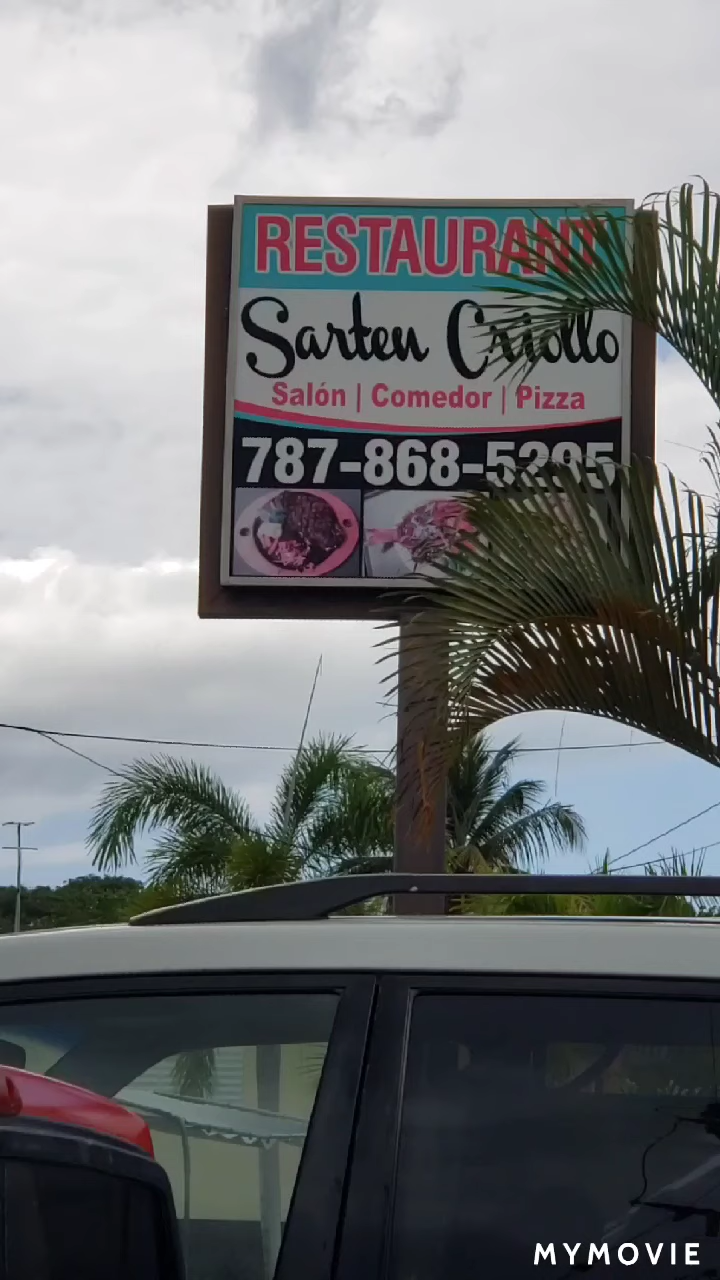 RESTAURANT
Sarten Criollo
Salón | Comedor | Pizza
787-868-5295
MYMOVIE